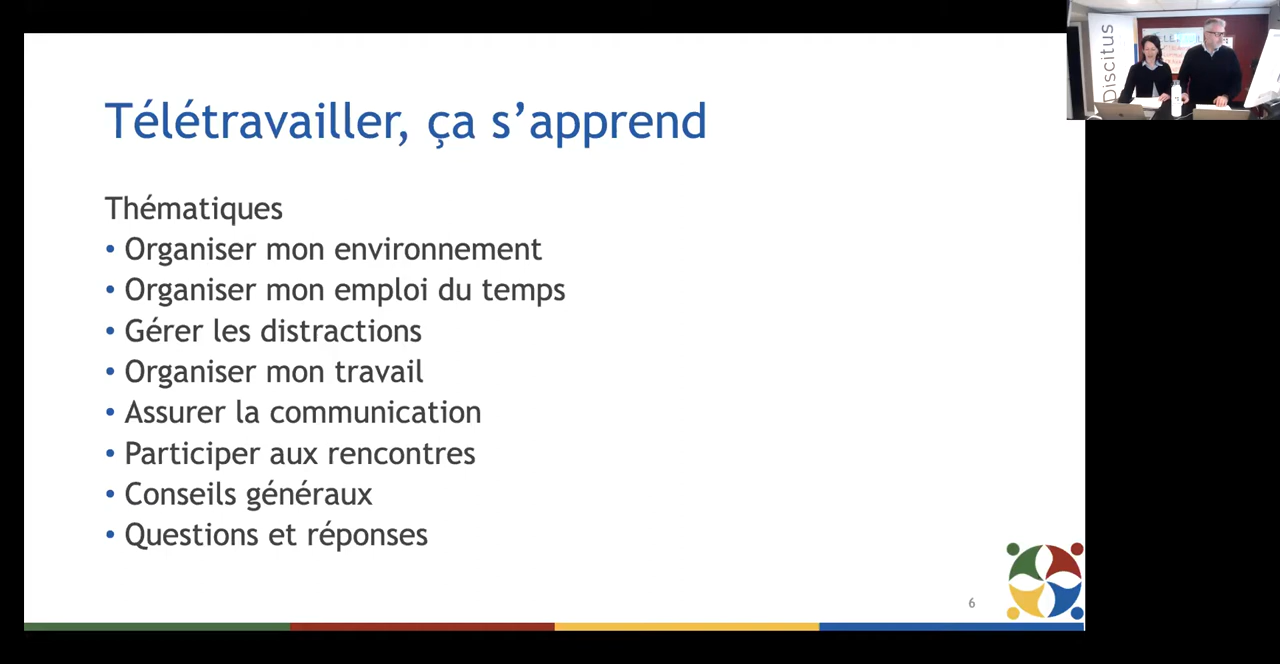 Télétravailler, ça s’apprend
Thématiques
• Organiser mon environnement
• Organiser mon emploi du temps
• Gérer les distractions
• Organiser mon travail
• Assurer la communication
• Participer aux rencontres
• Conseils généraux
• Questions et réponses
6
Discitus